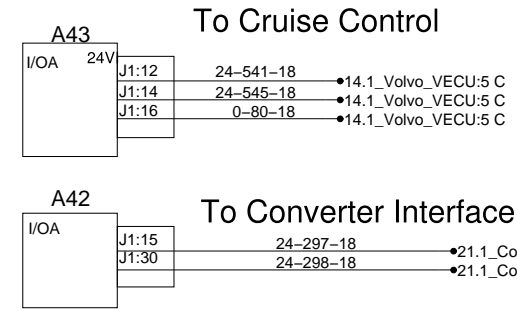 To Cruise Control
A43
I/OA 24V
J1:12 24–541–18 14.1_Volvo_VECU:5 C
J1:14 24–545–18 14.1_Volvo_VECU:5 C
J1:16 0–80–18 14.1_Volvo_VECU:5 C
A42
To Converter Interface
I/OA
J1:15 24–297–18 21.1_Co
J1:30 24–298–18 21.1_Co